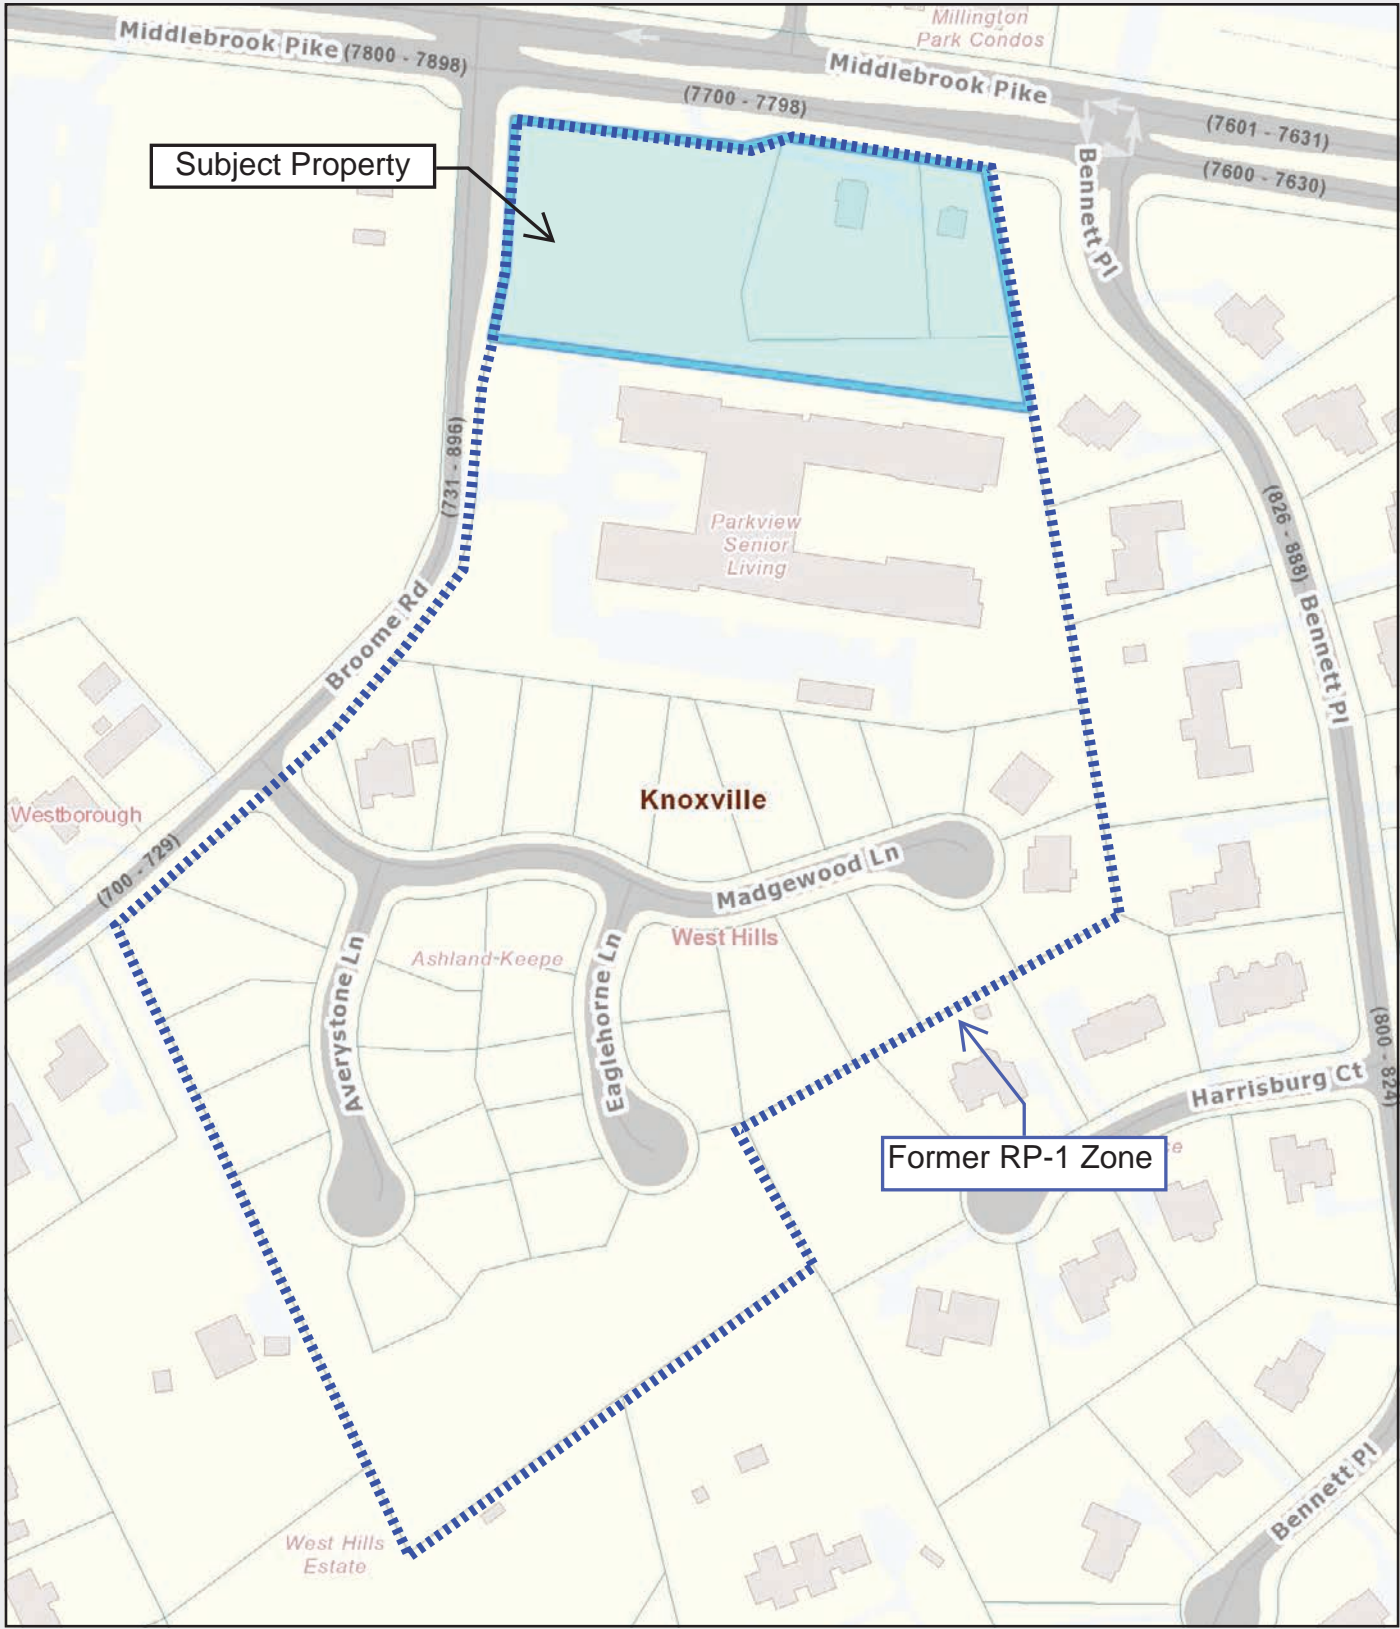 Millington
Park Condos
Middlebrook Pike (7800 - 7898)
Middlebrook Pike
(7700 - 7798)
(7601 - 7631)
(7600 - 7630)
Subject Property
Bennett Pl
(731 - 896)
Parkview
Senior
Living
(826 - 888)
Bennett Pl
Broome Rd
Knoxville
Westborough
(700 - 729)
Madgewood Ln
West Hills
Ashland Keepe
Averystone Ln
Eaglehorne Ln
(800 - 824)
Harrisburg Ct
Former RP-1 Zone
Bennett Pl
West Hills
Estate